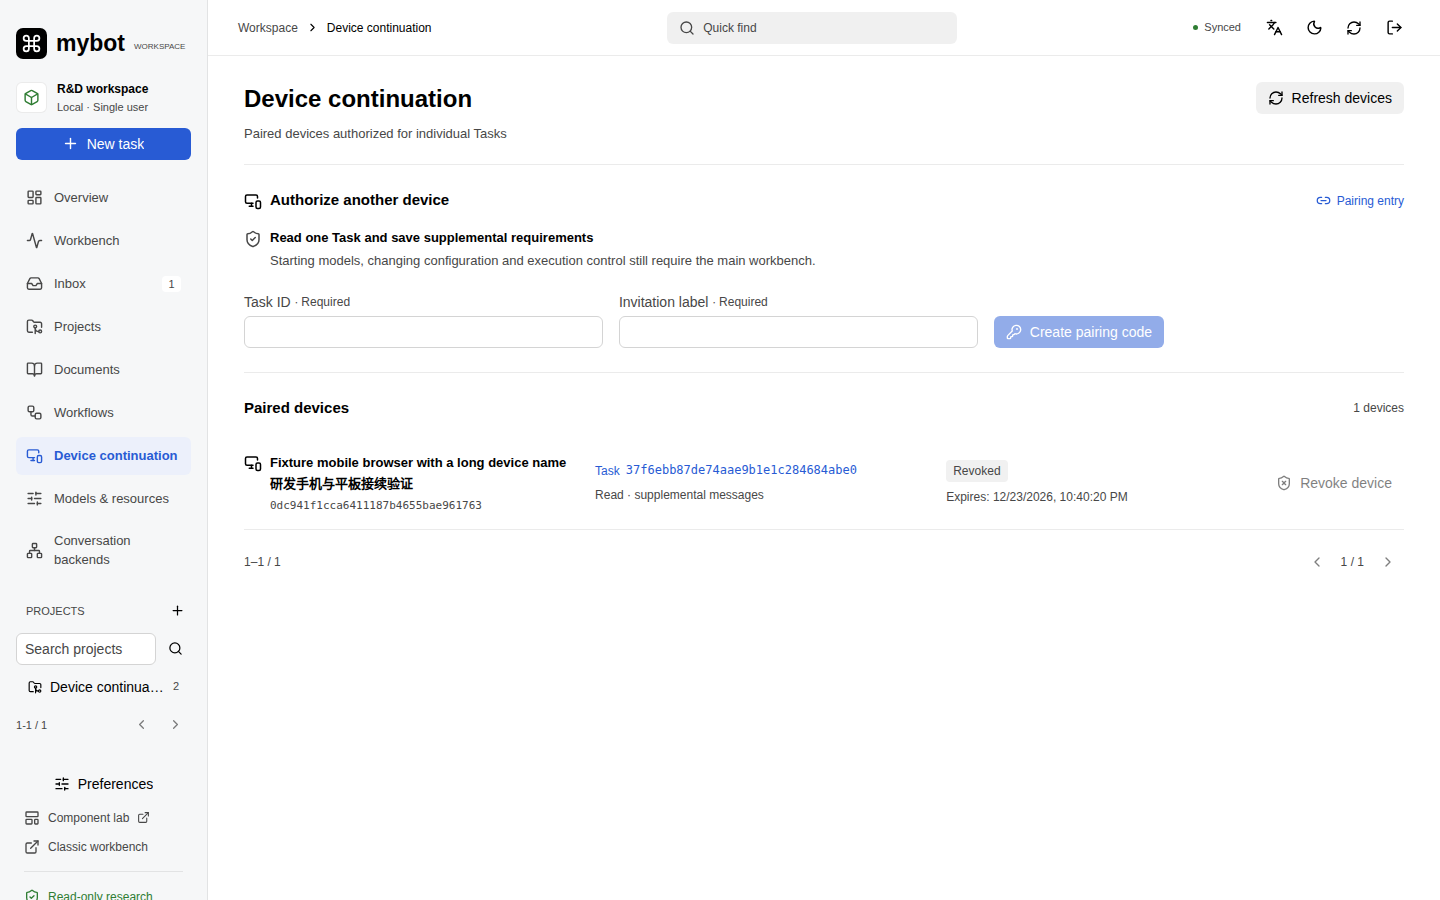 mybot WORKSPACE
R&D workspace
Local · Single user
New task
Overview
Workbench
Inbox 1
Projects
Documents
Workflows
Device continuation
Models & resources
Conversation
backends
PROJECTS
Search projects
Device continua… 2
1-1 / 1
Preferences
Component lab
Classic workbench
Read-only research
Workspace Device continuation
Quick find
Synced
Device continuation
Refresh devices
Paired devices authorized for individual Tasks
Authorize another device
Pairing entry
Read one Task and save supplemental requirements
Starting models, changing configuration and execution control still require the main workbench.
Task ID · Required
Invitation label · Required
Create pairing code
Paired devices
1 devices
Fixture mobile browser with a long device name
研发手机与平板接续验证
0dc941f1cca6411187b4655bae961763
Task 37f6ebb87de74aae9b1e1c284684abe0
Read · supplemental messages
Revoked
Expires: 12/23/2026, 10:40:20 PM
Revoke device
1–1 / 1
1 / 1